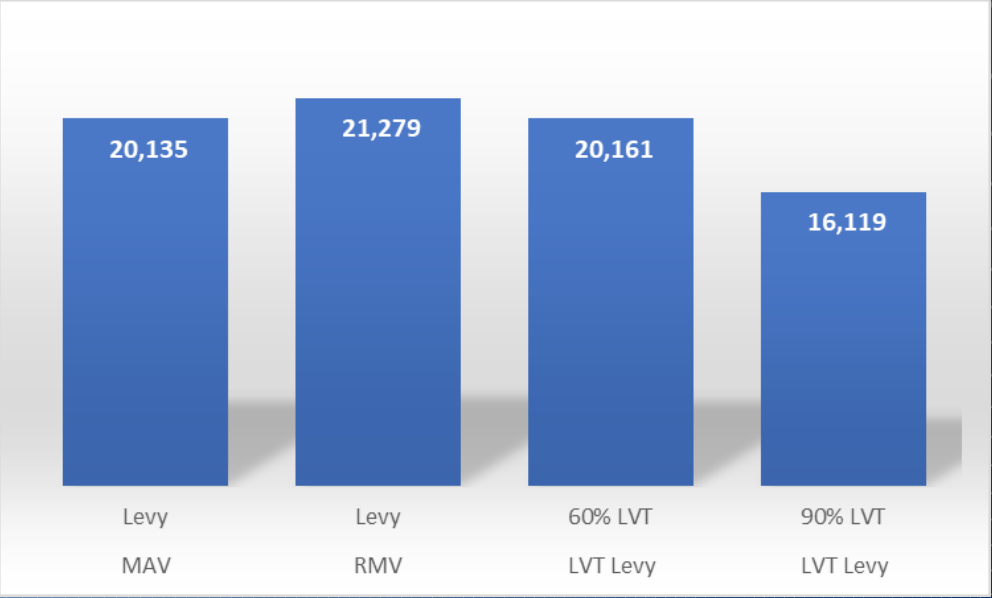 20,135
21,279
20,161
16,119
Levy
Levy
60% LVT
90% LVT
MAV
RMV
LVT Levy
LVT Levy